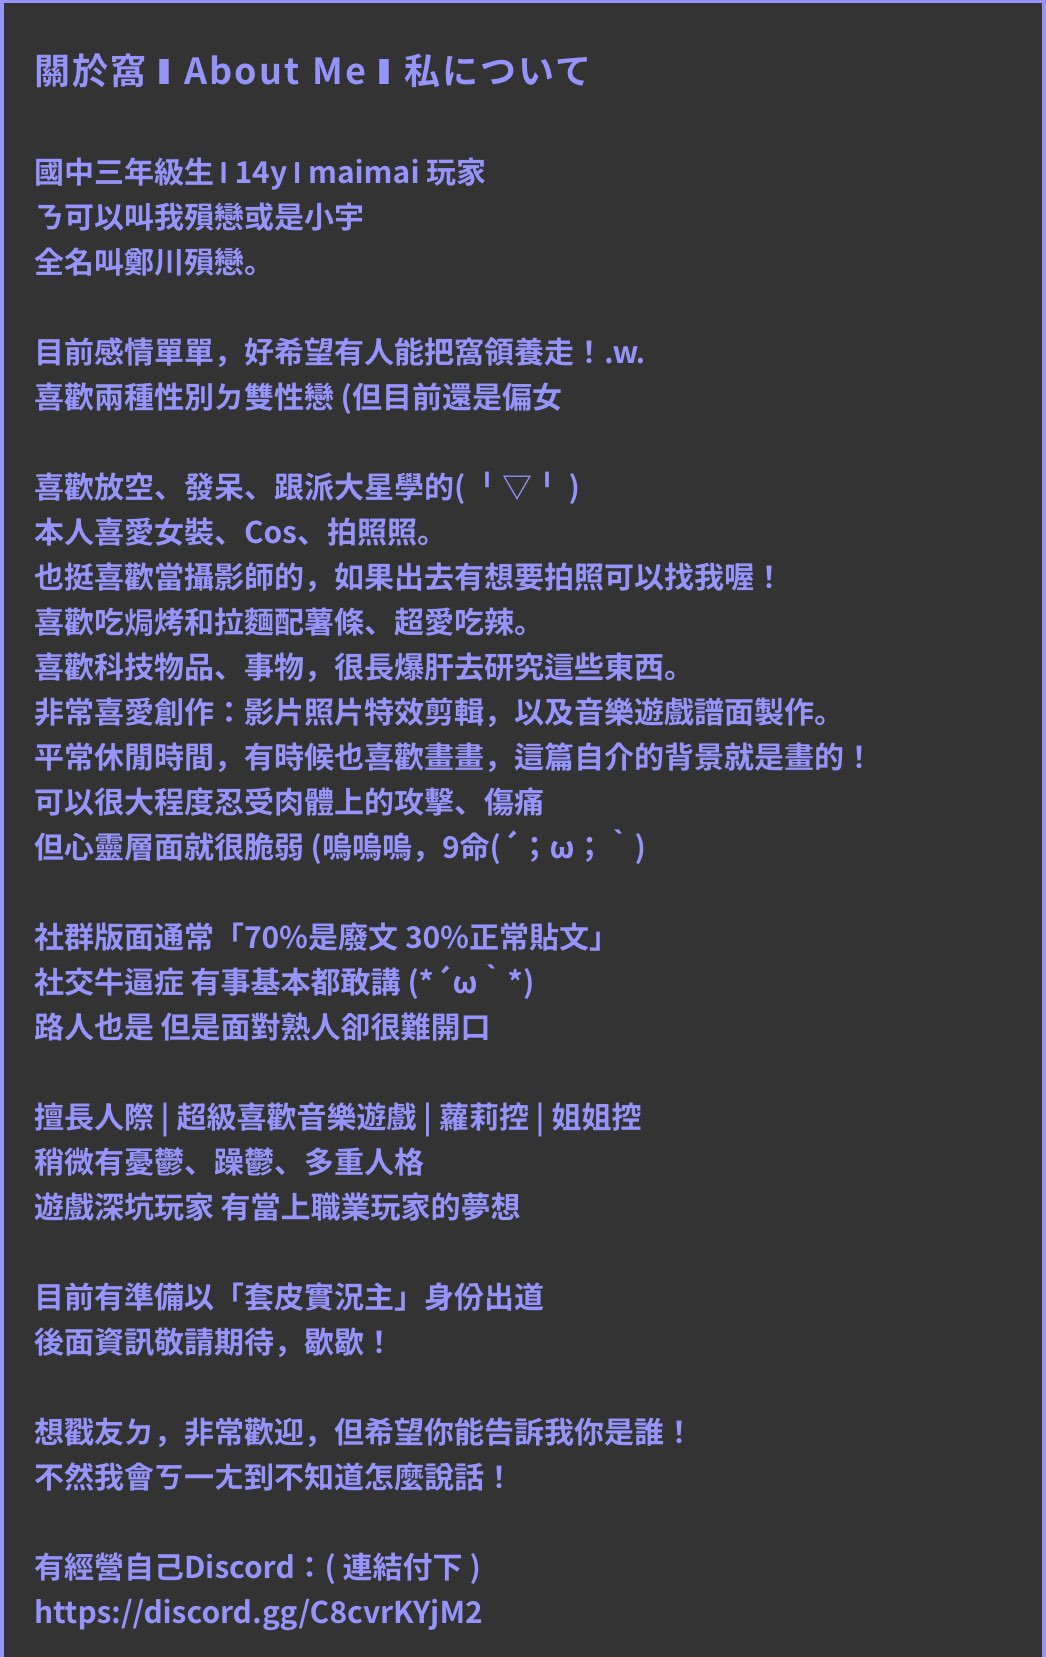 關於窩 ▮ About Me ▮ 私について
國中三年級生 I 14y I maimai 玩家
ㄋ可以叫我殞戀或是小宇
全名叫鄭川殞戀。
目前感情單單，好希望有人能把窩領養走！.w.
喜歡兩種性別ㄉ雙性戀 (但目前還是偏女
喜歡放空、發呆、跟派大星學的( ╹▽╹ )
本人喜愛女裝、Cos、拍照照。
也挺喜歡當攝影師的，如果出去有想要拍照可以找我喔！
喜歡吃焗烤和拉麵配薯條、超愛吃辣。
喜歡科技物品、事物，很長爆肝去研究這些東西。
非常喜愛創作：影片照片特效剪輯，以及音樂遊戲譜面製作。
平常休閒時間，有時候也喜歡畫畫，這篇自介的背景就是畫的！
可以很大程度忍受肉體上的攻擊、傷痛
但心靈層面就很脆弱 (嗚嗚嗚，9命(´；ω；｀)
社群版面通常「70%是廢文 30%正常貼文」
社交牛逼症 有事基本都敢講 (*´ω｀*)
路人也是 但是面對熟人卻很難開口
擅長人際 | 超級喜歡音樂遊戲 | 蘿莉控 | 姐姐控
稍微有憂鬱、躁鬱、多重人格
遊戲深坑玩家 有當上職業玩家的夢想
目前有準備以「套皮實況主」身份出道
後面資訊敬請期待，歇歇！
想戳友ㄉ，非常歡迎，但希望你能告訴我你是誰！
不然我會ㄎㄧㄤ到不知道怎麼說話！
有經營自己Discord：( 連結付下 )
https://discord.gg/C8cvrKYjM2